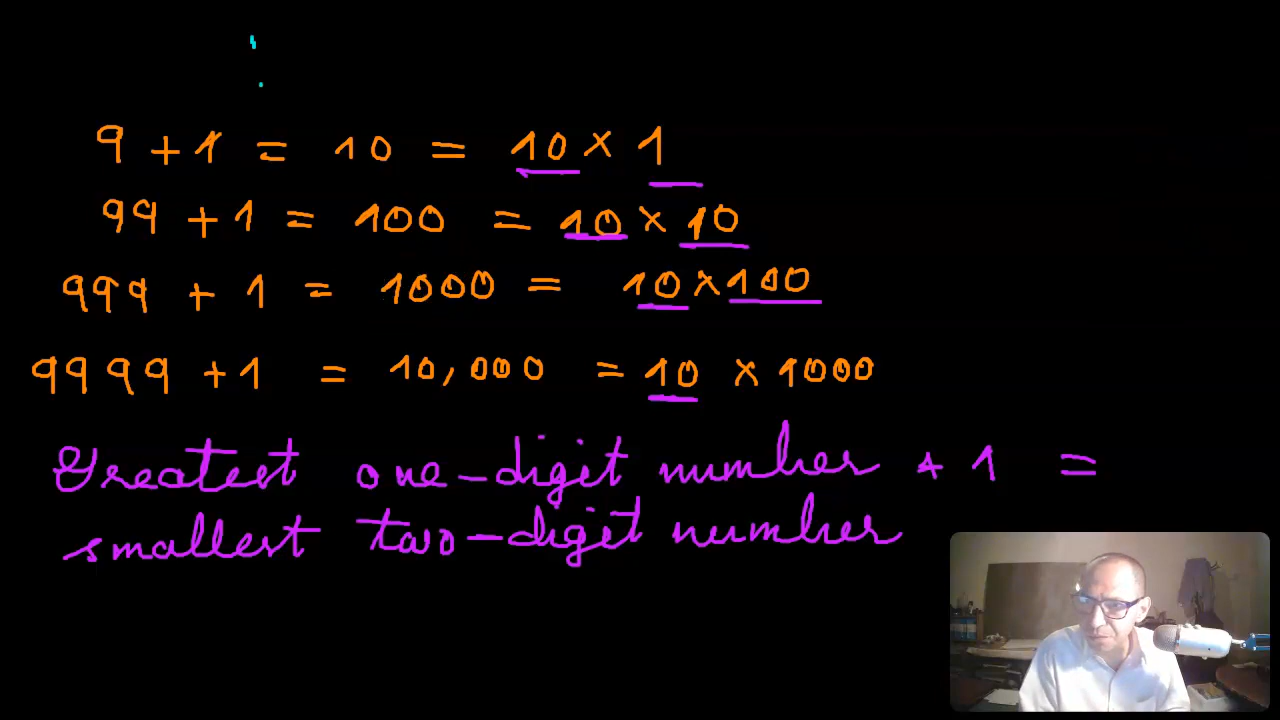 9 + 1 = 10 = 10 × 1
99 + 1 = 100 = 10 × 10
999 + 1 = 1000 = 10 × 100
9999 + 1 = 10,000 = 10 × 1000
Greatest one-digit number + 1 =
smallest two-digit number